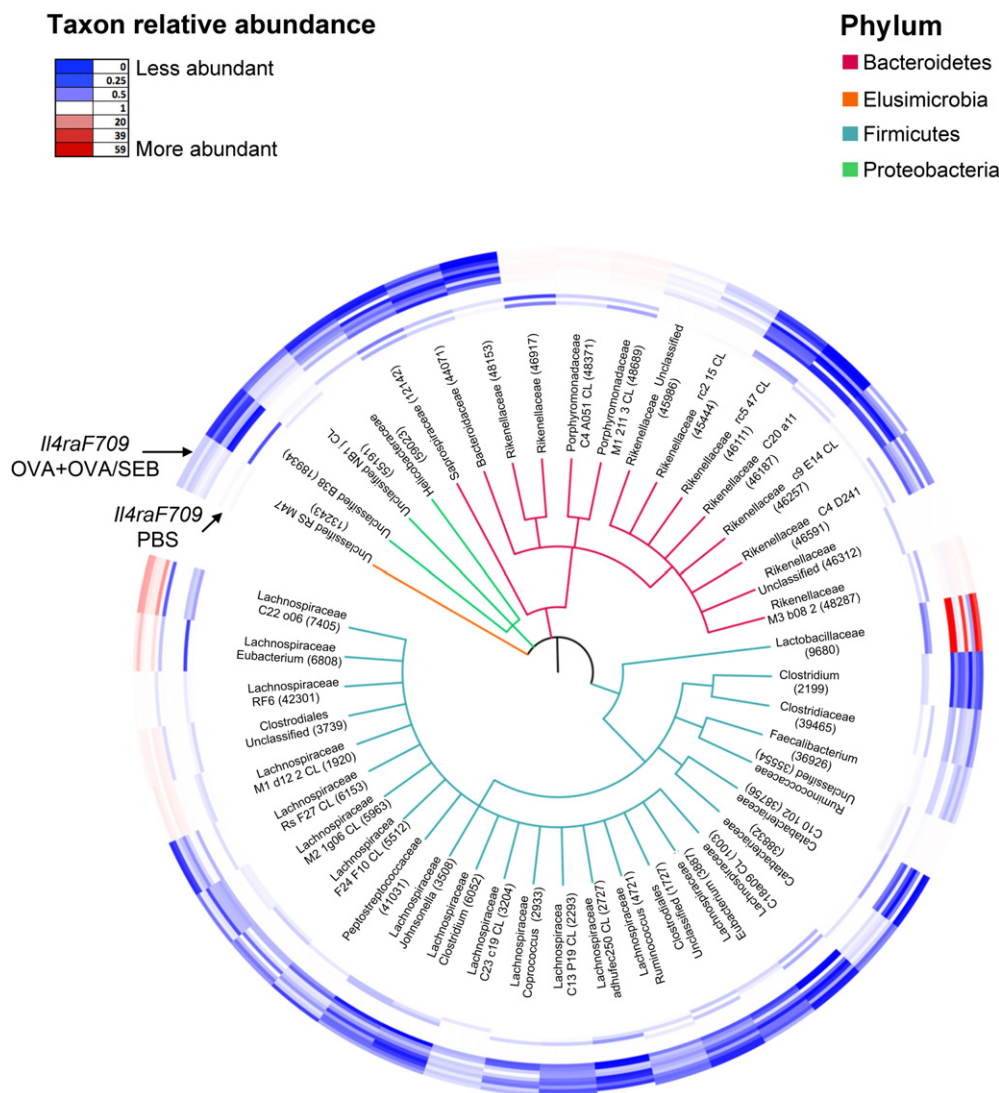 Taxon relative abundance
0
0.25
0.5
1
20
39
59
Less abundant
More abundant
Phylum
Bacteroidetes
Elusimicrobia
Firmicutes
Proteobacteria
Il4raF709
OVA+OVA/SEB
Il4raF709
PBS
Unclassified RS M47
(13243)
Unclassified B38 (18934)
Unclassified NB1 j CL
(55191)
Helicobacteraceae
(59023)
Saprospiraceae (12142)
Bacteroidaceae (44071)
Rikenellaceae (48153)
Rikenellaceae (46917)
Porphyromonadaceae
C4 A051 CL (48371)
Porphyromonadaceae
M1 211 3 CL (48689)
Rikenellaceae Unclassified
(45986)
Rikenellaceae rc2 15 CL
(45444)
Rikenellaceae rc5 47 CL
(46111)
Rikenellaceae C20 a11
(46187)
Rikenellaceae c9 E14 CL
(46257)
Rikenellaceae C4 D241
(46591)
Rikenellaceae
Unclassified (46312)
Rikenellaceae
M3 b08 2 (48287)
Lactobacillaceae
(9680)
Clostridium
(2199)
Clostridiaceae
(39465)
Faecalibacterium
(36926)
Ruminococcaceae
Unclassified (35554)
Catabacteriaceae
C10 102 (38756)
Catabacteriaceae
(38832)
Lachnospiraceae
C18a09 CL (1003)
Lachnospiraceae
Eubacterium (3887)
Clostrodiales
Unclassified (1727)
Lachnospiraceae
Ruminococcus (4721)
Lachnospiraceae
adhufec250 CL (2727)
Lachnospiracea
C13 P19 CL (2293)
Lachnospiraceae
Coprococcus (2933)
Lachnospiraceae
C23 c19 CL (3204)
Lachnospiraceae
Clostridium (6052)
Lachnospiraceae
Johnsonella (3508)
Peptostreptococcaceae
(41031)
Lachnospiracea
F24 F10 CL (5512)
Lachnospiraceae
M2 1g06 CL (5963)
Lachnospiraceae
Rs F27 CL (6153)
Lachnospiraceae
M1 d12 2 CL (1920)
Clostrodiales
Unclassified (3739)
Lachnospiraceae
RF6 (42301)
Lachnospiraceae
Eubacterium (6808)
Lachnospiraceae
C22 o06 (7405)